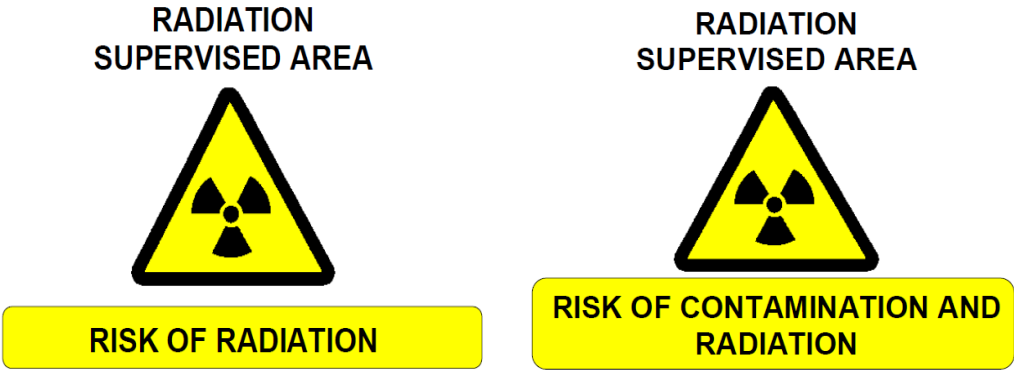 RADIATION
SUPERVISED AREA
RISK OF RADIATION
RADIATION
SUPERVISED AREA
RISK OF CONTAMINATION AND
RADIATION